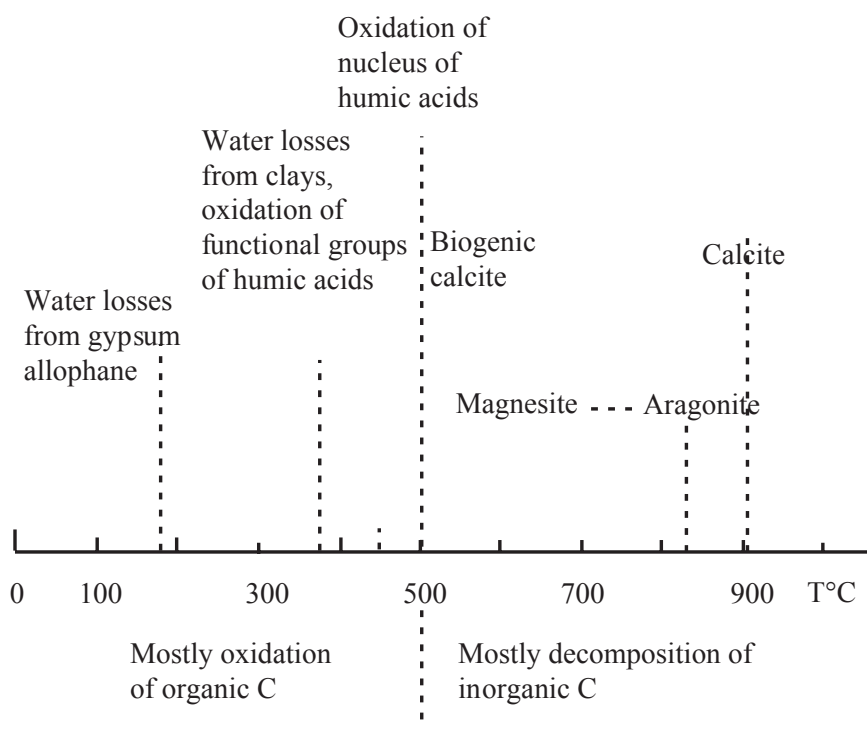 Oxidation of
nucleus of
humic acids
Water losses
from clays,
oxidation of
functional groups
of humic acids
Biogenic
calcite
Calcite
Water losses
from gypsum
allophane
Magnesite
Aragonite
0 100 300 500 700 900 T°C
Mostly oxidation
of organic C
Mostly decomposition of
inorganic C